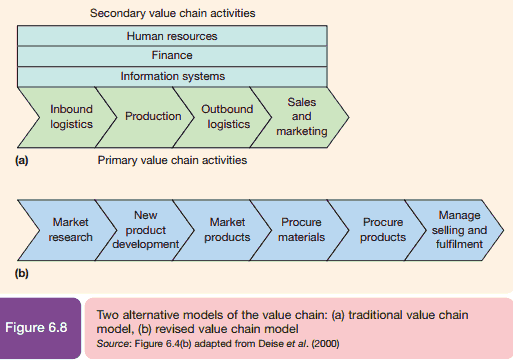 Secondary value chain activities
Human resources
Finance
Information systems
Inbound
logistics
Production
Outbound
logistics
Sales
and
marketing
(a)
Primary value chain activities
Market
research
New
product
development
Market
products
Procure
materials
Procure
products
Manage
selling and
fulfilment
(b)
Figure 6.8
Two alternative models of the value chain: (a) traditional value chain
model, (b) revised value chain model
Source: Figure 6.4(b) adapted from Deise et al. (2000)